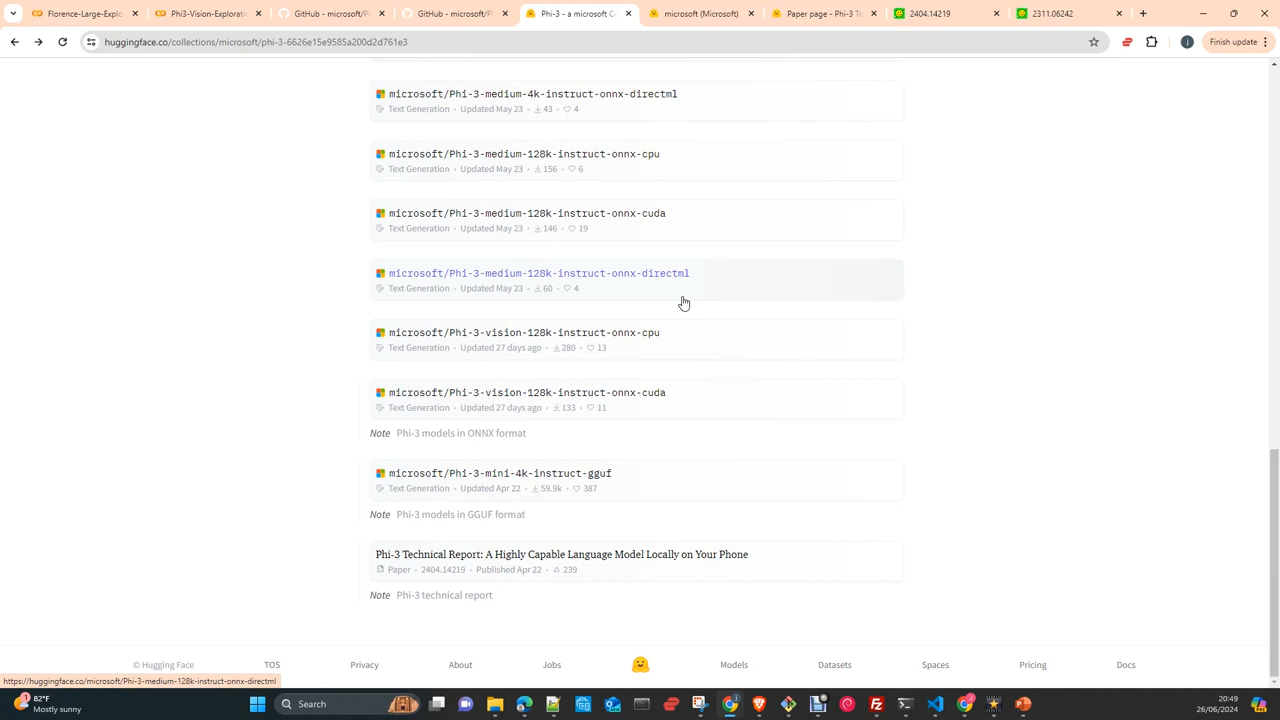 Florence-Large-Explo
Phi3-Vision-Explorati
GitHub - microsoft/P
GitHub - microsoft/p
Phi-3 - a microsoft Co
microsoft (Microsoft)
Paper page - Phi-3 Te
2404.14219
2311.06242
huggingface.co/collections/microsoft/phi-3-6626e15e9585a200d2d761e3
Finish update
microsoft/Phi-3-medium-4k-instruct-onnx-directml
Text Generation • Updated May 23 • 43 • 4
microsoft/Phi-3-medium-128k-instruct-onnx-cpu
Text Generation • Updated May 23 • 156 • 6
microsoft/Phi-3-medium-128k-instruct-onnx-cuda
Text Generation • Updated May 23 • 146 • 19
microsoft/Phi-3-medium-128k-instruct-onnx-directml
Text Generation • Updated May 23 • 60 • 4
microsoft/Phi-3-vision-128k-instruct-onnx-cpu
Text Generation • Updated 27 days ago • 280 • 13
microsoft/Phi-3-vision-128k-instruct-onnx-cuda
Text Generation • Updated 27 days ago • 133 • 11
Note Phi-3 models in ONNX format
microsoft/Phi-3-mini-4k-instruct-gguf
Text Generation • Updated Apr 22 • 59.9k • 387
Note Phi-3 models in GGUF format
Phi-3 Technical Report: A Highly Capable Language Model Locally on Your Phone
Paper • 2404.14219 • Published Apr 22 • 239
Note Phi-3 technical report
© Hugging Face
TOS
Privacy
About
Jobs
Models
Datasets
Spaces
Pricing
Docs
https://huggingface.co/microsoft/Phi-3-medium-128k-instruct-onnx-directml
82°F
Mostly sunny
Search
20:49
26/06/2024